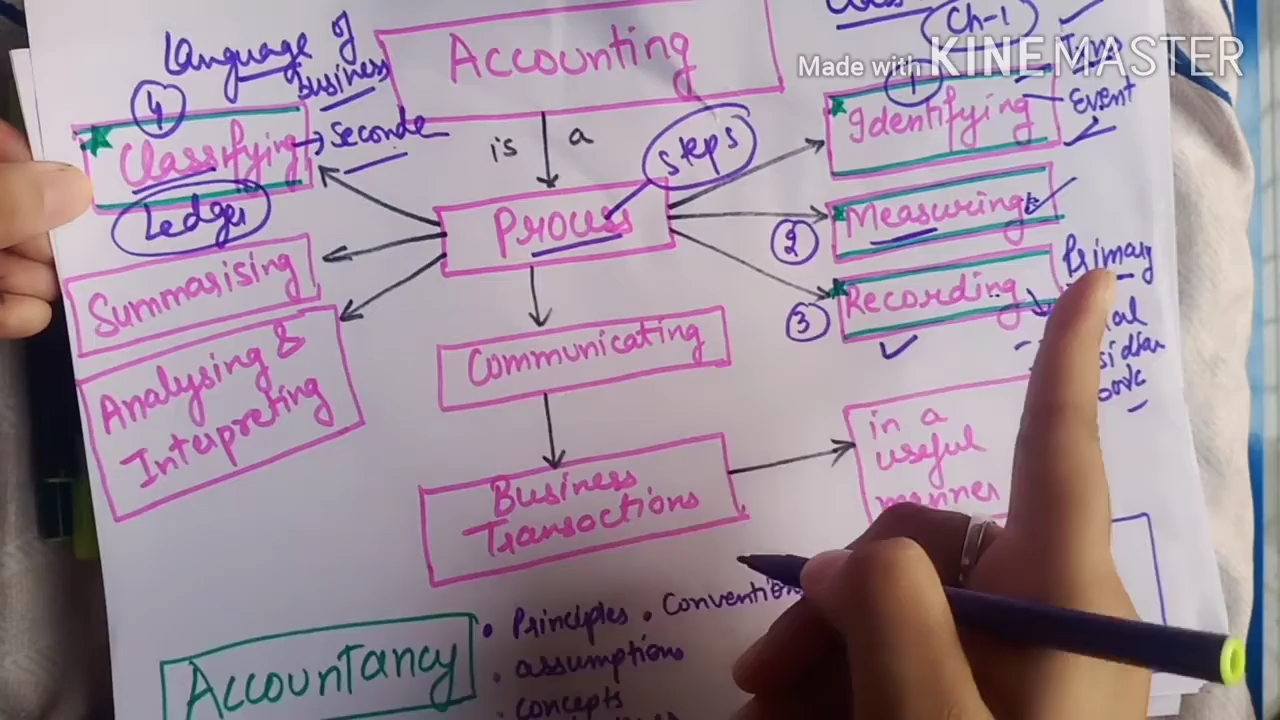 Language of
business
Accounting
Ch-1
Made with KINEMASTER
4
Classifying
Ledger
is a
steps
1
Identifying
Event
Process
2
Measuring
3
Recording
Primary
Summarising
Communicating
Analysing &
Interpreting
in a
useful
manner
Business
Transactions
Accountancy
• Principles
• Conventions
• assumptions
• concepts